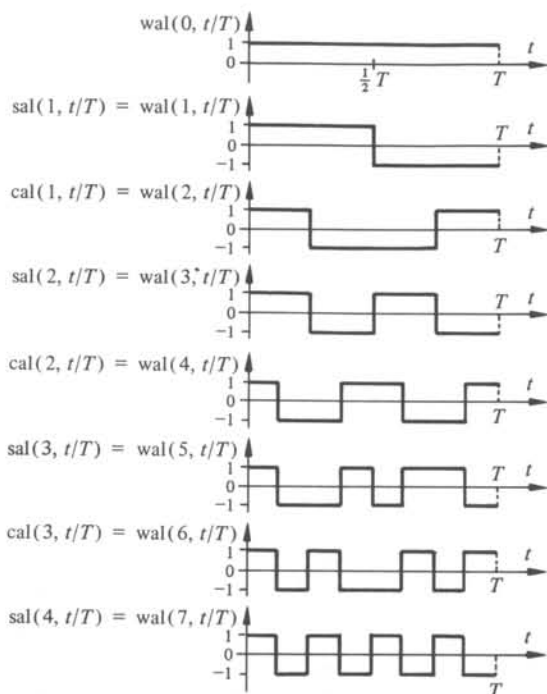 wal(0, t/T)
1
0
t
1/2 T
T
sal(1, t/T) = wal(1, t/T)
1
0
−1
T
t
cal(1, t/T) = wal(2, t/T)
1
0
−1
t
T
sal(2, t/T) = wal(3, t/T)
1
0
−1
T
t
cal(2, t/T) = wal(4, t/T)
1
0
−1
t
T
sal(3, t/T) = wal(5, t/T)
1
0
−1
T
t
cal(3, t/T) = wal(6, t/T)
1
0
−1
t
T
sal(4, t/T) = wal(7, t/T)
1
0
−1
t
T